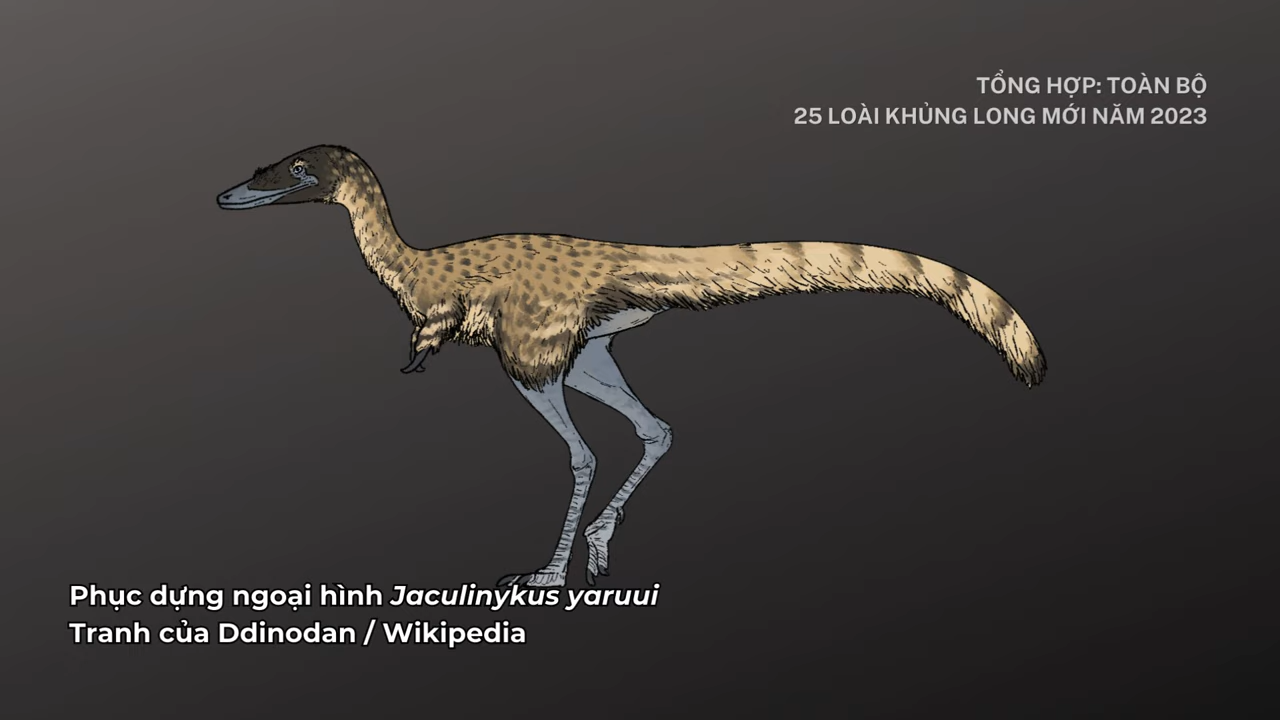 TỔNG HỢP: TOÀN BỘ
25 LOÀI KHỦNG LONG MỚI NĂM 2023
Phục dựng ngoại hình Jaculinykus yaruui
Tranh của Ddinodan / Wikipedia